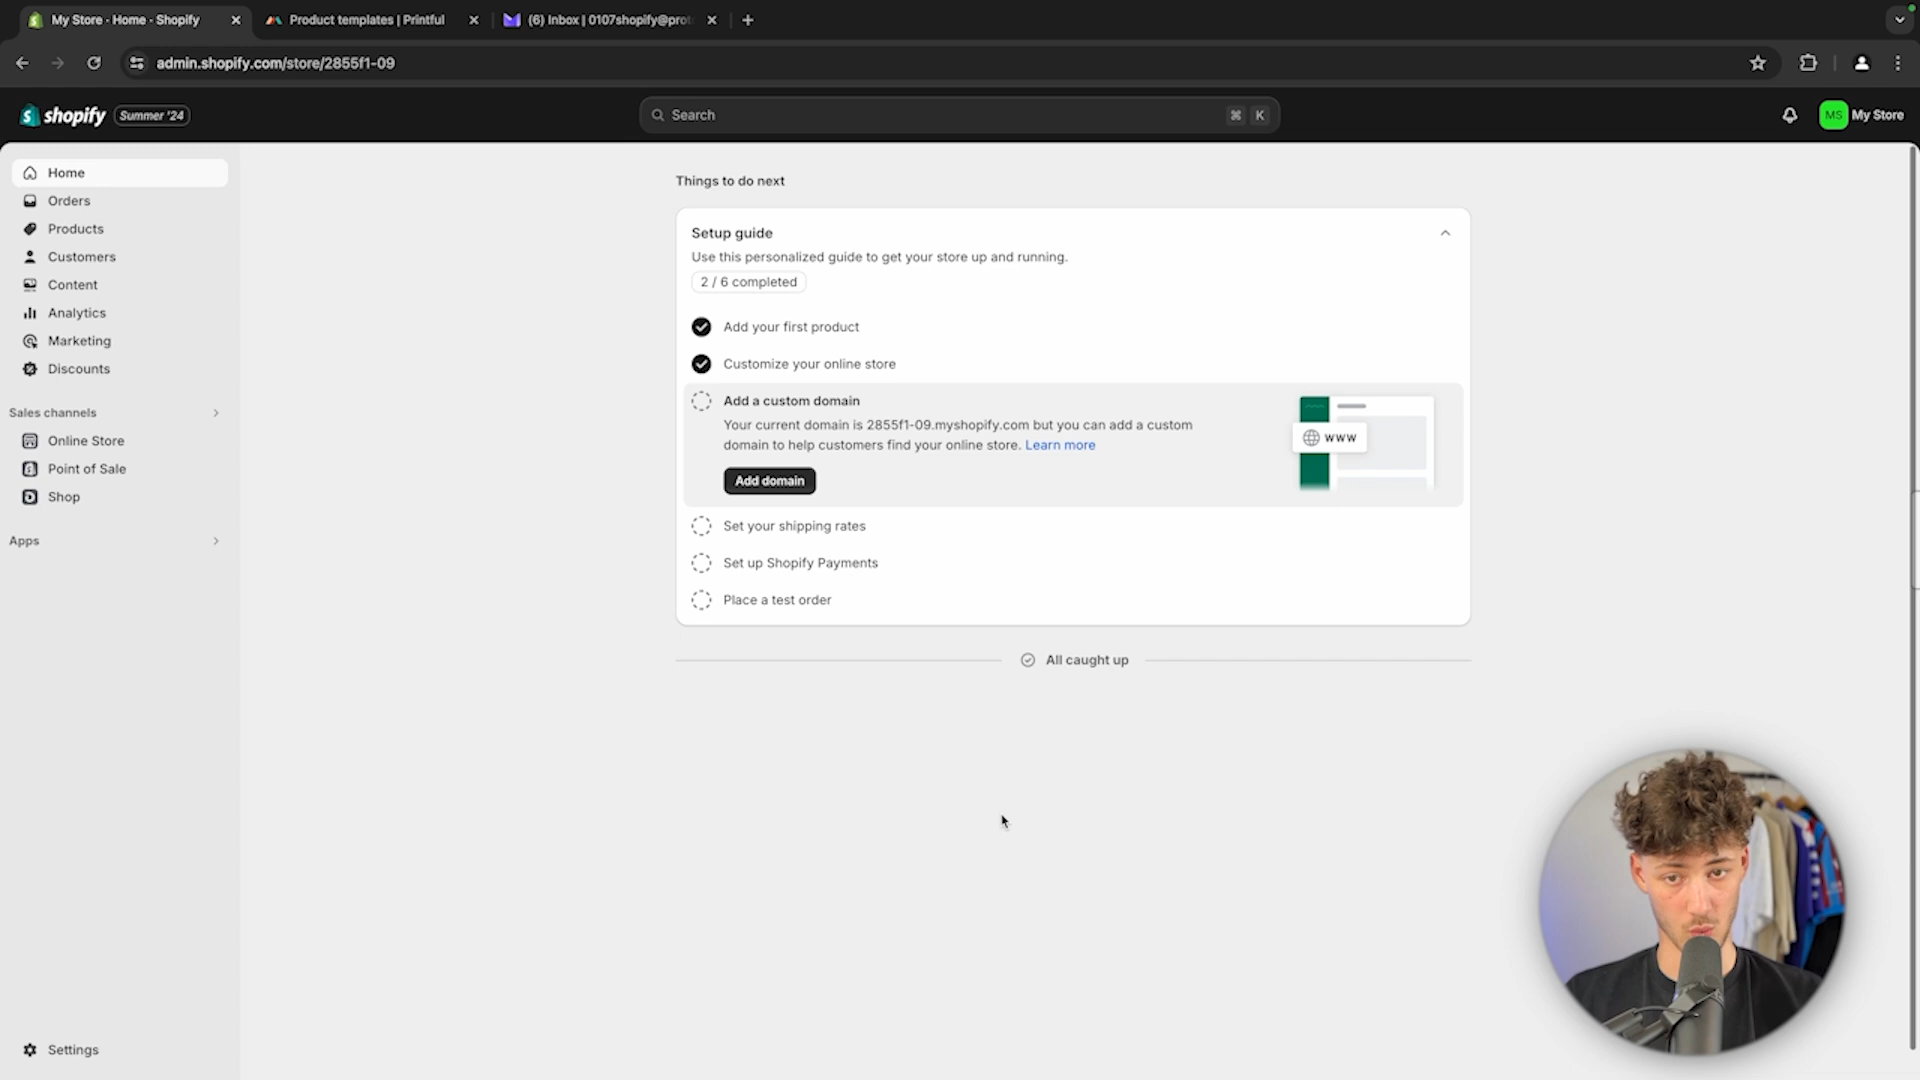 My Store · Home · Shopify
Product templates | Printful
(6) Inbox | 0107shopify@prot
admin.shopify.com/store/2855f1-09
shopify
Summer '24
Search
⌘ K
MS
My Store
Home
Orders
Products
Customers
Content
Analytics
Marketing
Discounts
Sales channels
Online Store
Point of Sale
Shop
Apps
Settings
Things to do next
Setup guide
Use this personalized guide to get your store up and running.
2 / 6 completed
Add your first product
Customize your online store
Add a custom domain
Your current domain is 2855f1-09.myshopify.com but you can add a custom
domain to help customers find your online store. Learn more
Add domain
www
Set your shipping rates
Set up Shopify Payments
Place a test order
All caught up